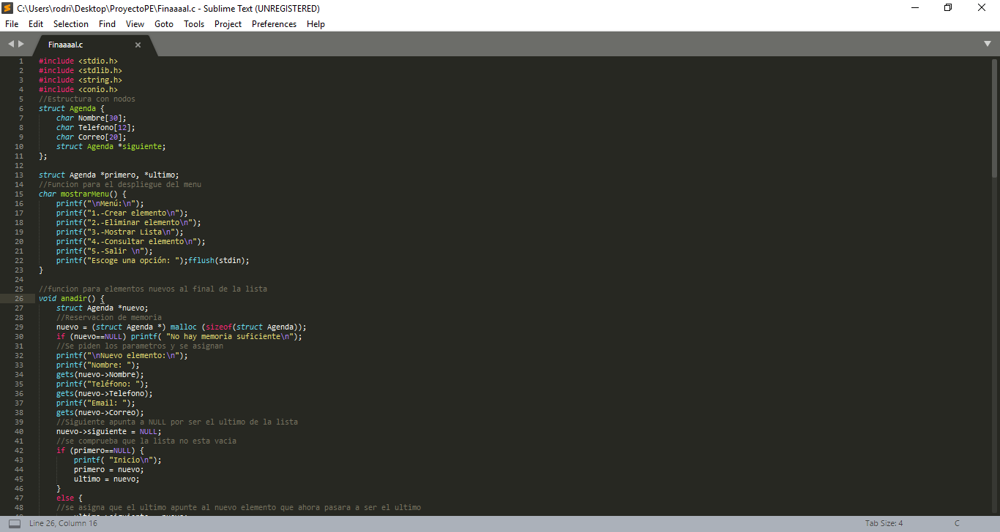 C:\Users\rodri\Desktop\ProyectoPE\Finaaaal.c - Sublime Text (UNREGISTERED)
File Edit Selection Find View Goto Tools Project Preferences Help
Finaaaal.c
1 #include <stdio.h>
2 #include <stdlib.h>
3 #include <string.h>
4 #include <conio.h>
5 //Estructura con nodos
6 struct Agenda {
7 char Nombre[30];
8 char Telefono[12];
9 char Correo[20];
10 struct Agenda *siguiente;
11 };
12
13 struct Agenda *primero, *ultimo;
14 //Funcion para el despliegue del menu
15 char mostrarMenu() {
16 printf("\nMenú:\n");
17 printf("1.-Crear elemento\n");
18 printf("2.-Eliminar elemento\n");
19 printf("3.-Mostrar Lista\n");
20 printf("4.-Consultar elemento\n");
21 printf("5.-Salir \n");
22 printf("Escoge una opción: ");fflush(stdin);
23 }
24
25 //funcion para elementos nuevos al final de la lista
26 void anadir() {
27 struct Agenda *nuevo;
28 //Reservacion de memoria
29 nuevo = (struct Agenda *) malloc (sizeof(struct Agenda));
30 if (nuevo==NULL) printf( "No hay memoria suficiente\n");
31 //Se piden los parametros y se asignan
32 printf("\nNuevo elemento:\n");
33 printf("Nombre: ");
34 gets(nuevo->Nombre);
35 printf("Teléfono: ");
36 gets(nuevo->Telefono);
37 printf("Email: ");
38 gets(nuevo->Correo);
39 //Siguiente apunta a NULL por ser el ultimo de la lista
40 nuevo->siguiente = NULL;
41 //se comprueba que la lista no esta vacia
42 if (primero==NULL) {
43 printf( "Inicio\n");
44 primero = nuevo;
45 ultimo = nuevo;
46 }
47 else {
48 //se asigna que el ultimo apunte al nuevo elemento que ahora pasara a ser el ultimo
Line 26, Column 16 Tab Size: 4 C